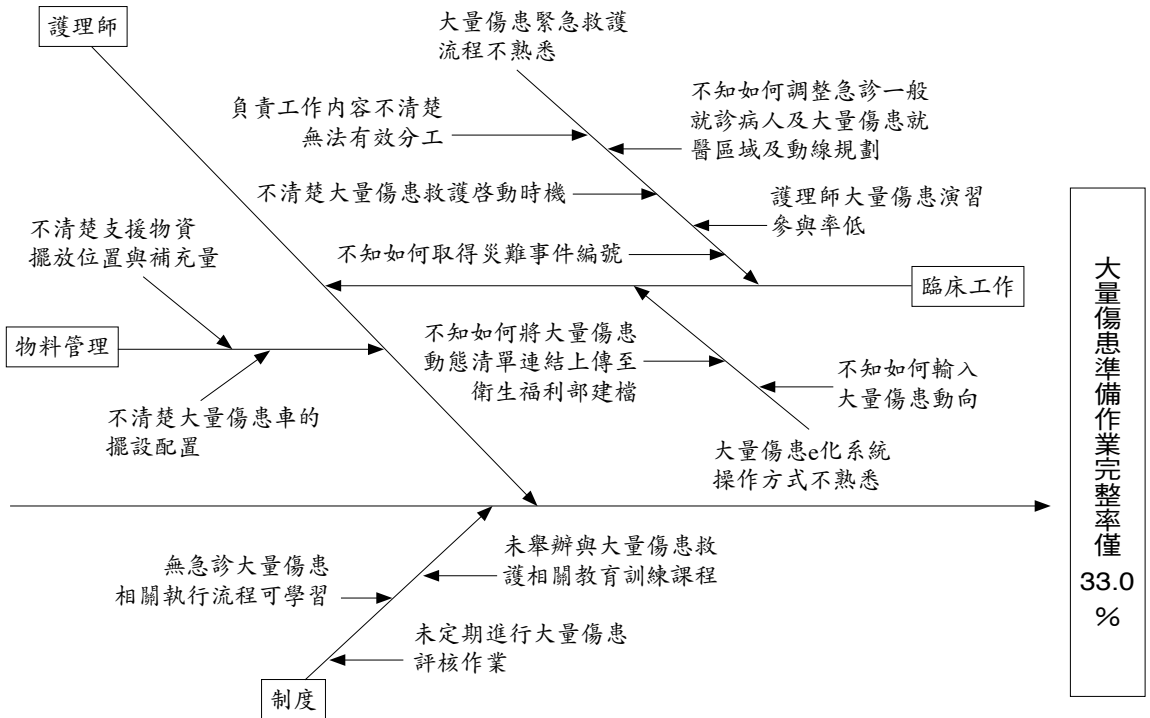 護理師
大量傷患緊急救護
流程不熟悉
負責工作內容不清楚
無法有效分工
不知如何調整急診一般
就診病人及大量傷患就
醫區域及動線規劃
不清楚大量傷患救護啓動時機
護理師大量傷患演習
參與率低
不知如何取得災難事件編號
臨床工作
不清楚支援物資
擺放位置與補充量
物料管理
不清楚大量傷患車的
擺設配置
不知如何將大量傷患
動態清單連結上傳至
衛生福利部建檔
不知如何輸入
大量傷患動向
大量傷患e化系統
操作方式不熟悉
無急診大量傷患
相關執行流程可學習
未舉辦與大量傷患救
護相關教育訓練課程
未定期進行大量傷患
評核作業
制度
大量傷患準備作業完整率僅
33.0
%